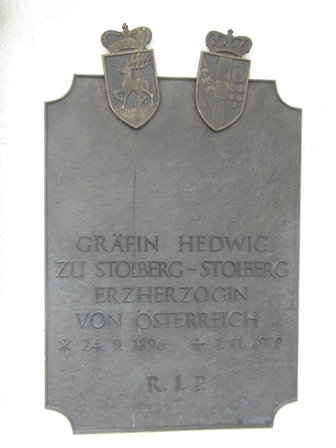 GRÄFIN HEDWIG
ZU STOLBERG-STOLBERG
ERZHERZOGIN
VON ÖSTERREICH
* 24. 9. 1896 ✢ 1. 11. 1970
R. I. P.